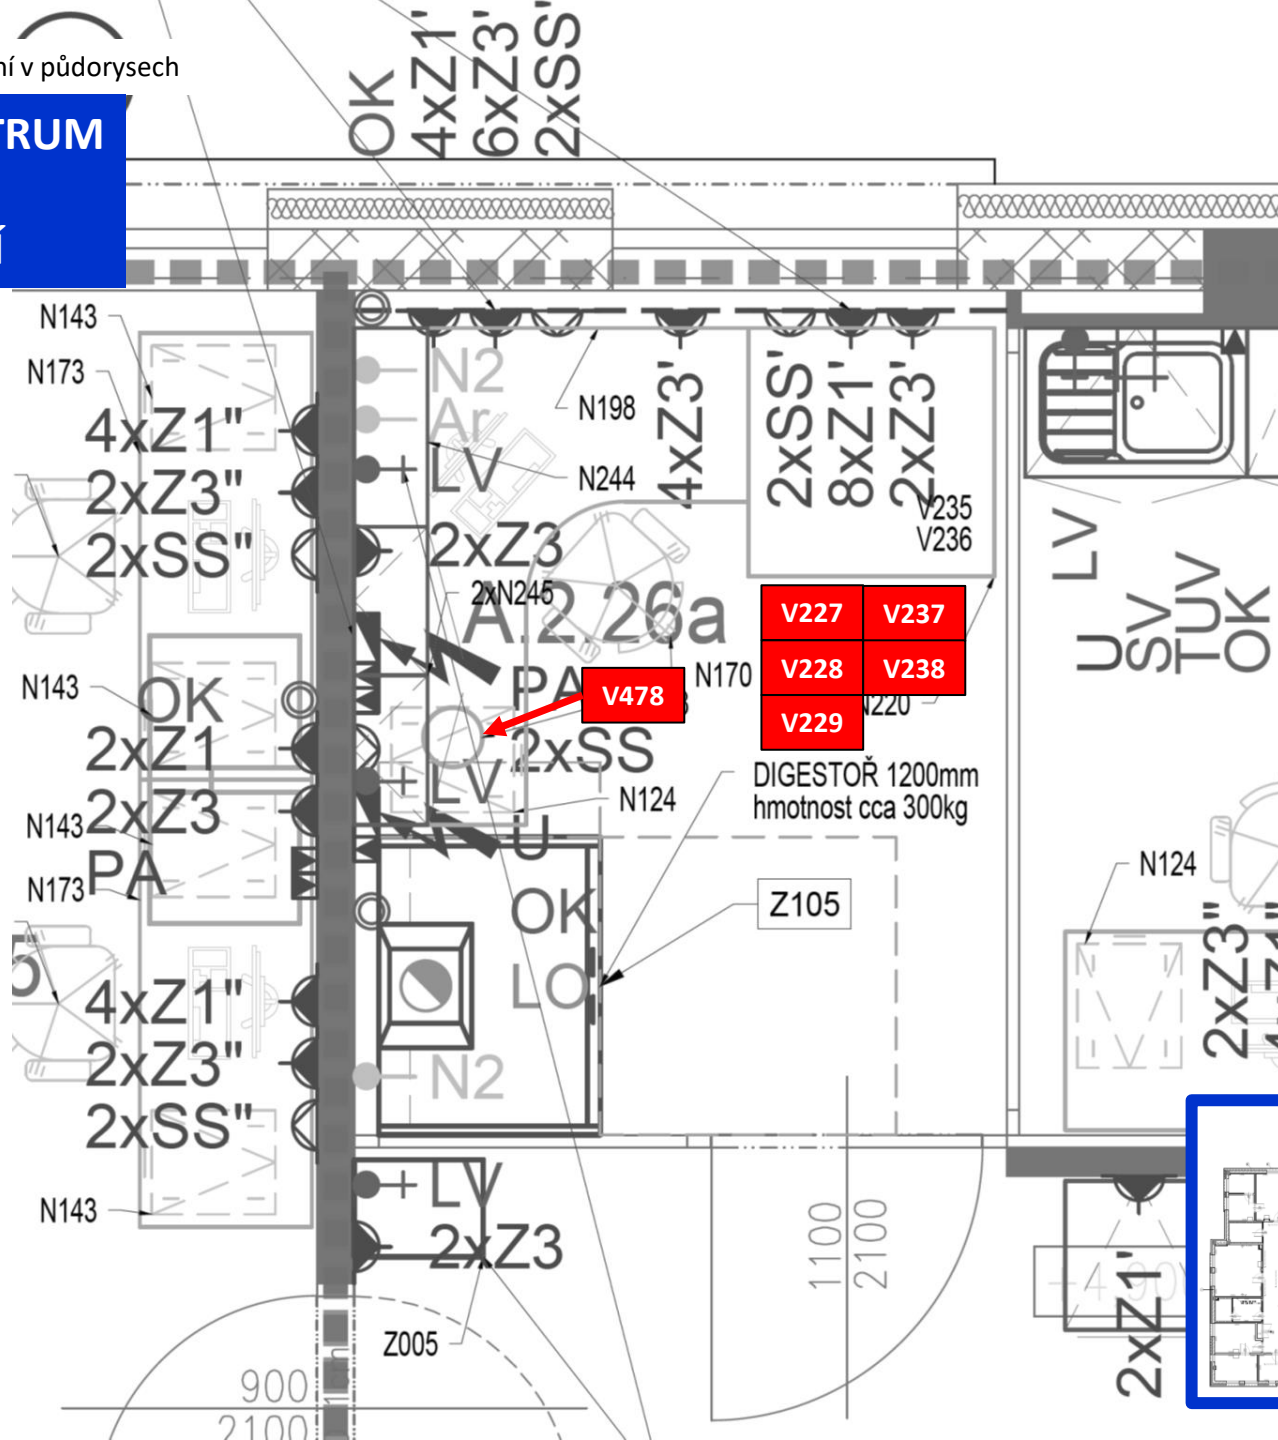 ní v půdorysech
TRUM
Í
OK
4xZ1'
6xZ3'
2xSS'
N143
N173
4xZ1"
2xZ3"
2xSS"
N2
Ar
LV
N198
N244
4xZ3'
2xSS'
8xZ1'
2xZ3'
V235
V236
2xZ3
2xN245
A.2.26a
LV
U
SV
TUV
OK
V227
V237
V228
V238
V229
N170
N220
V478
PA
2xSS
LV
U
N143
OK
2xZ1
2xZ3
N143
PA
N173
N124
DIGESTOŘ 1200mm
hmotnost cca 300kg
Z105
N124
OK
LO
N2
5
4xZ1"
2xZ3"
2xSS"
N143
2xZ3"
LV
2xZ3
Z005
1100
2100
900
2100
2xZ1'